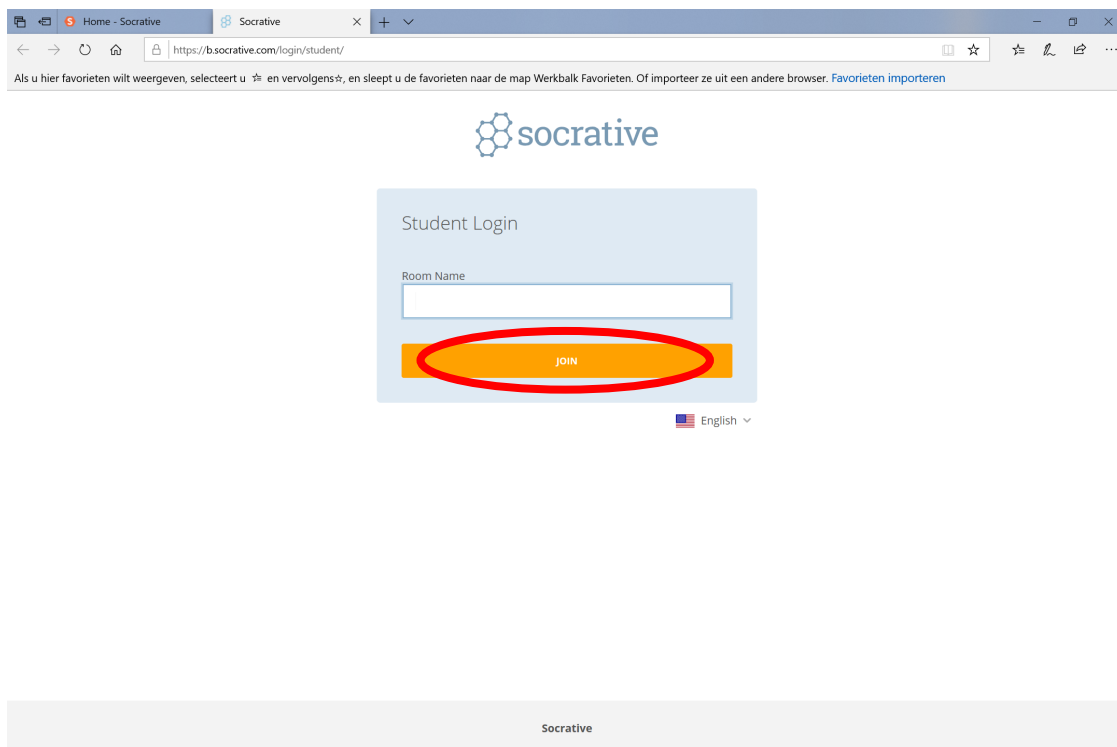 Home - Socrative
Socrative
https://b.socrative.com/login/student/
Als u hier favorieten wilt weergeven, selecteert u en vervolgens☆, en sleept u de favorieten naar de map Werkbalk Favorieten. Of importeer ze uit een andere browser. Favorieten importeren
socrative
Student Login
Room Name
JOIN
English
Socrative